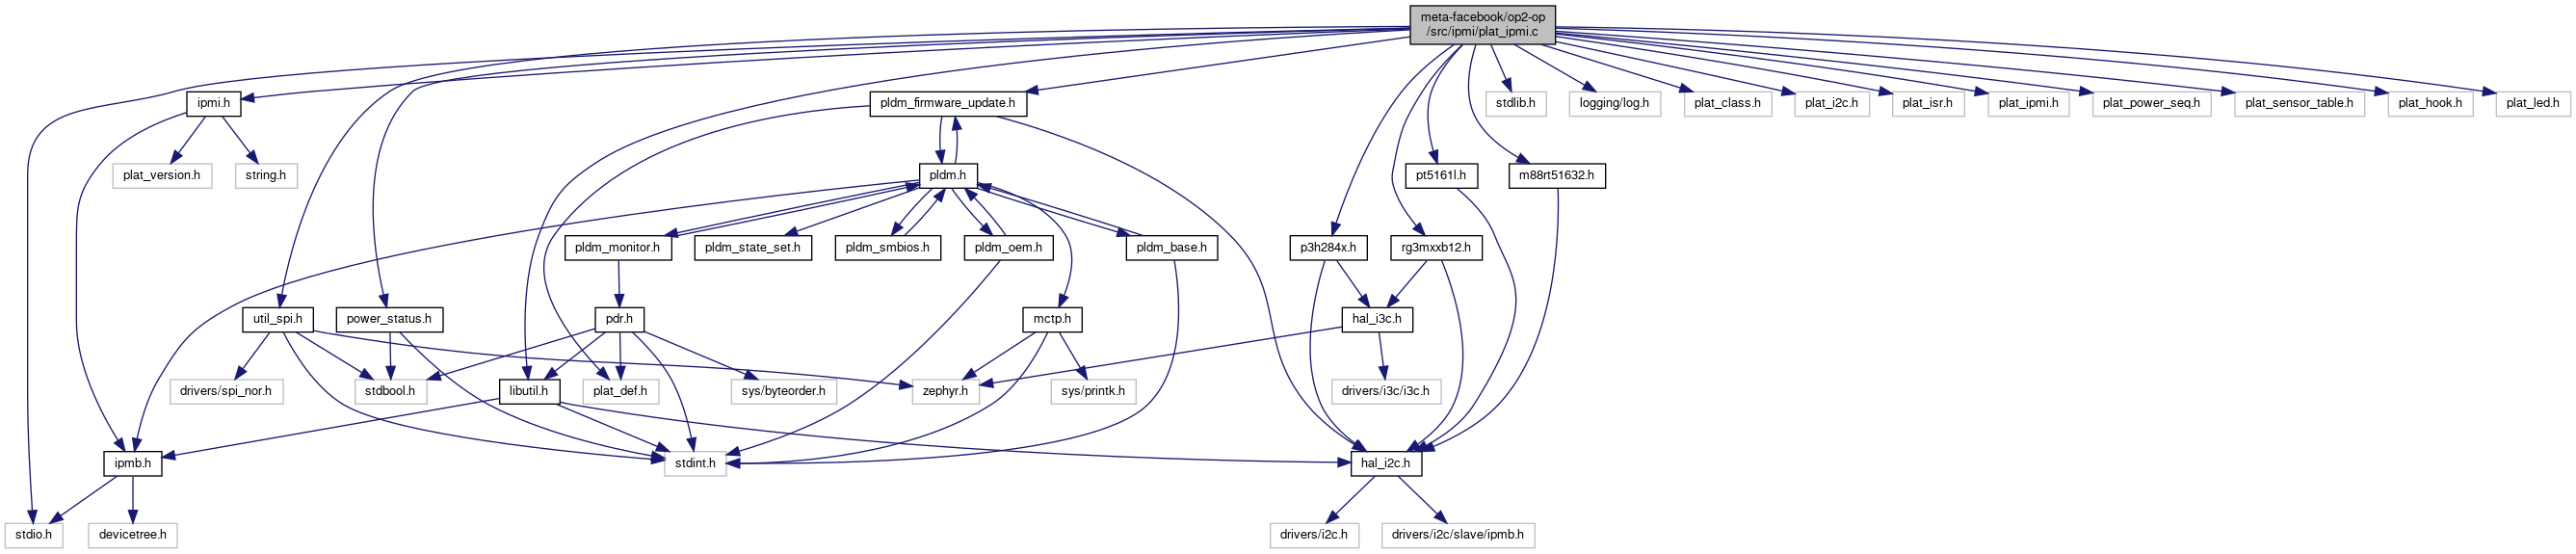 meta-facebook/op2-op
/src/ipmi/plat_ipmi.c
ipmi.h
pldm_firmware_update.h
stdlib.h
logging/log.h
plat_class.h
plat_i2c.h
plat_isr.h
plat_ipmi.h
plat_power_seq.h
plat_sensor_table.h
plat_hook.h
plat_led.h
plat_version.h
string.h
pldm.h
pt5161l.h
m88rt51632.h
pldm_monitor.h
pldm_state_set.h
pldm_smbios.h
pldm_oem.h
pldm_base.h
p3h284x.h
rg3mxxb12.h
util_spi.h
power_status.h
pdr.h
mctp.h
hal_i3c.h
drivers/spi_nor.h
stdbool.h
libutil.h
plat_def.h
sys/byteorder.h
zephyr.h
sys/printk.h
drivers/i3c/i3c.h
ipmb.h
stdint.h
hal_i2c.h
stdio.h
devicetree.h
drivers/i2c.h
drivers/i2c/slave/ipmb.h